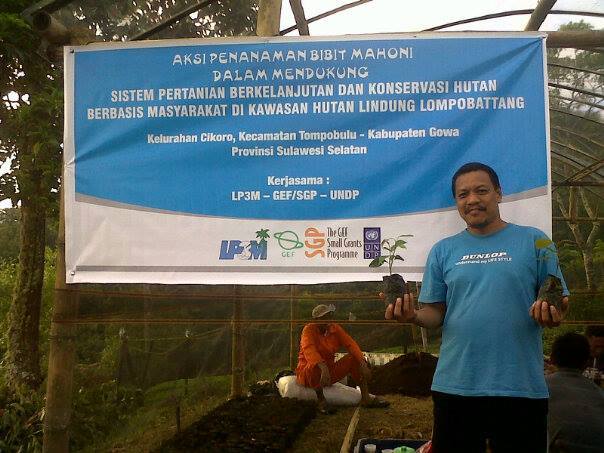 AKSI PENANAMAN BIBIT MAHONI
DALAM MENDUKUNG
SISTEM PERTANIAN BERKELANJUTAN DAN KONSERVASI HUTAN
BERBASIS MASYARAKAT DI KAWASAN HUTAN LINDUNG LOMPOBATTANG
Kelurahan Cikoro, Kecamatan Tompobulu - Kabupaten Gowa
Provinsi Sulawesi Selatan
Kerjasama :
LP3M – GEF/SGP – UNDP
LP3M
GEF
SGP
The GEF
Small Grants
Programme
UNDP
DUNLOP